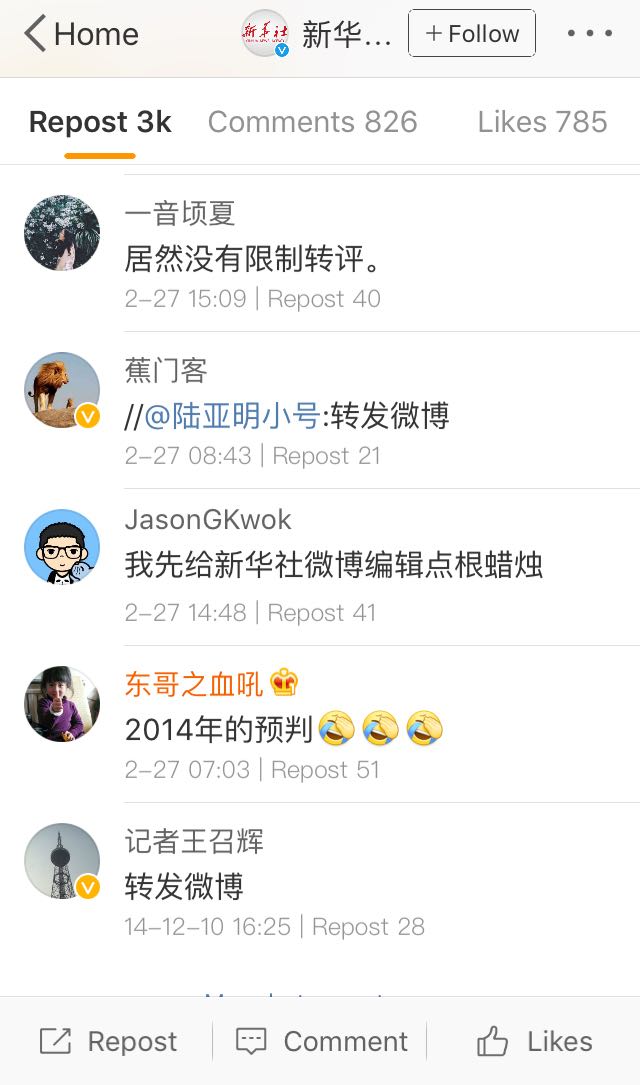 Home
新华社
新华... + Follow
Repost 3k Comments 826 Likes 785
一音顷夏
居然没有限制转评。
2-27 15:09 | Repost 40
蕉门客
//@陆亚明小号:转发微博
2-27 08:43 | Repost 21
JasonGKwok
我先给新华社微博编辑点根蜡烛
2-27 14:48 | Repost 41
东哥之血吼
2014年的预判🤣🤣🤣
2-27 07:03 | Repost 51
记者王召辉
转发微博
14-12-10 16:25 | Repost 28
Repost Comment Likes